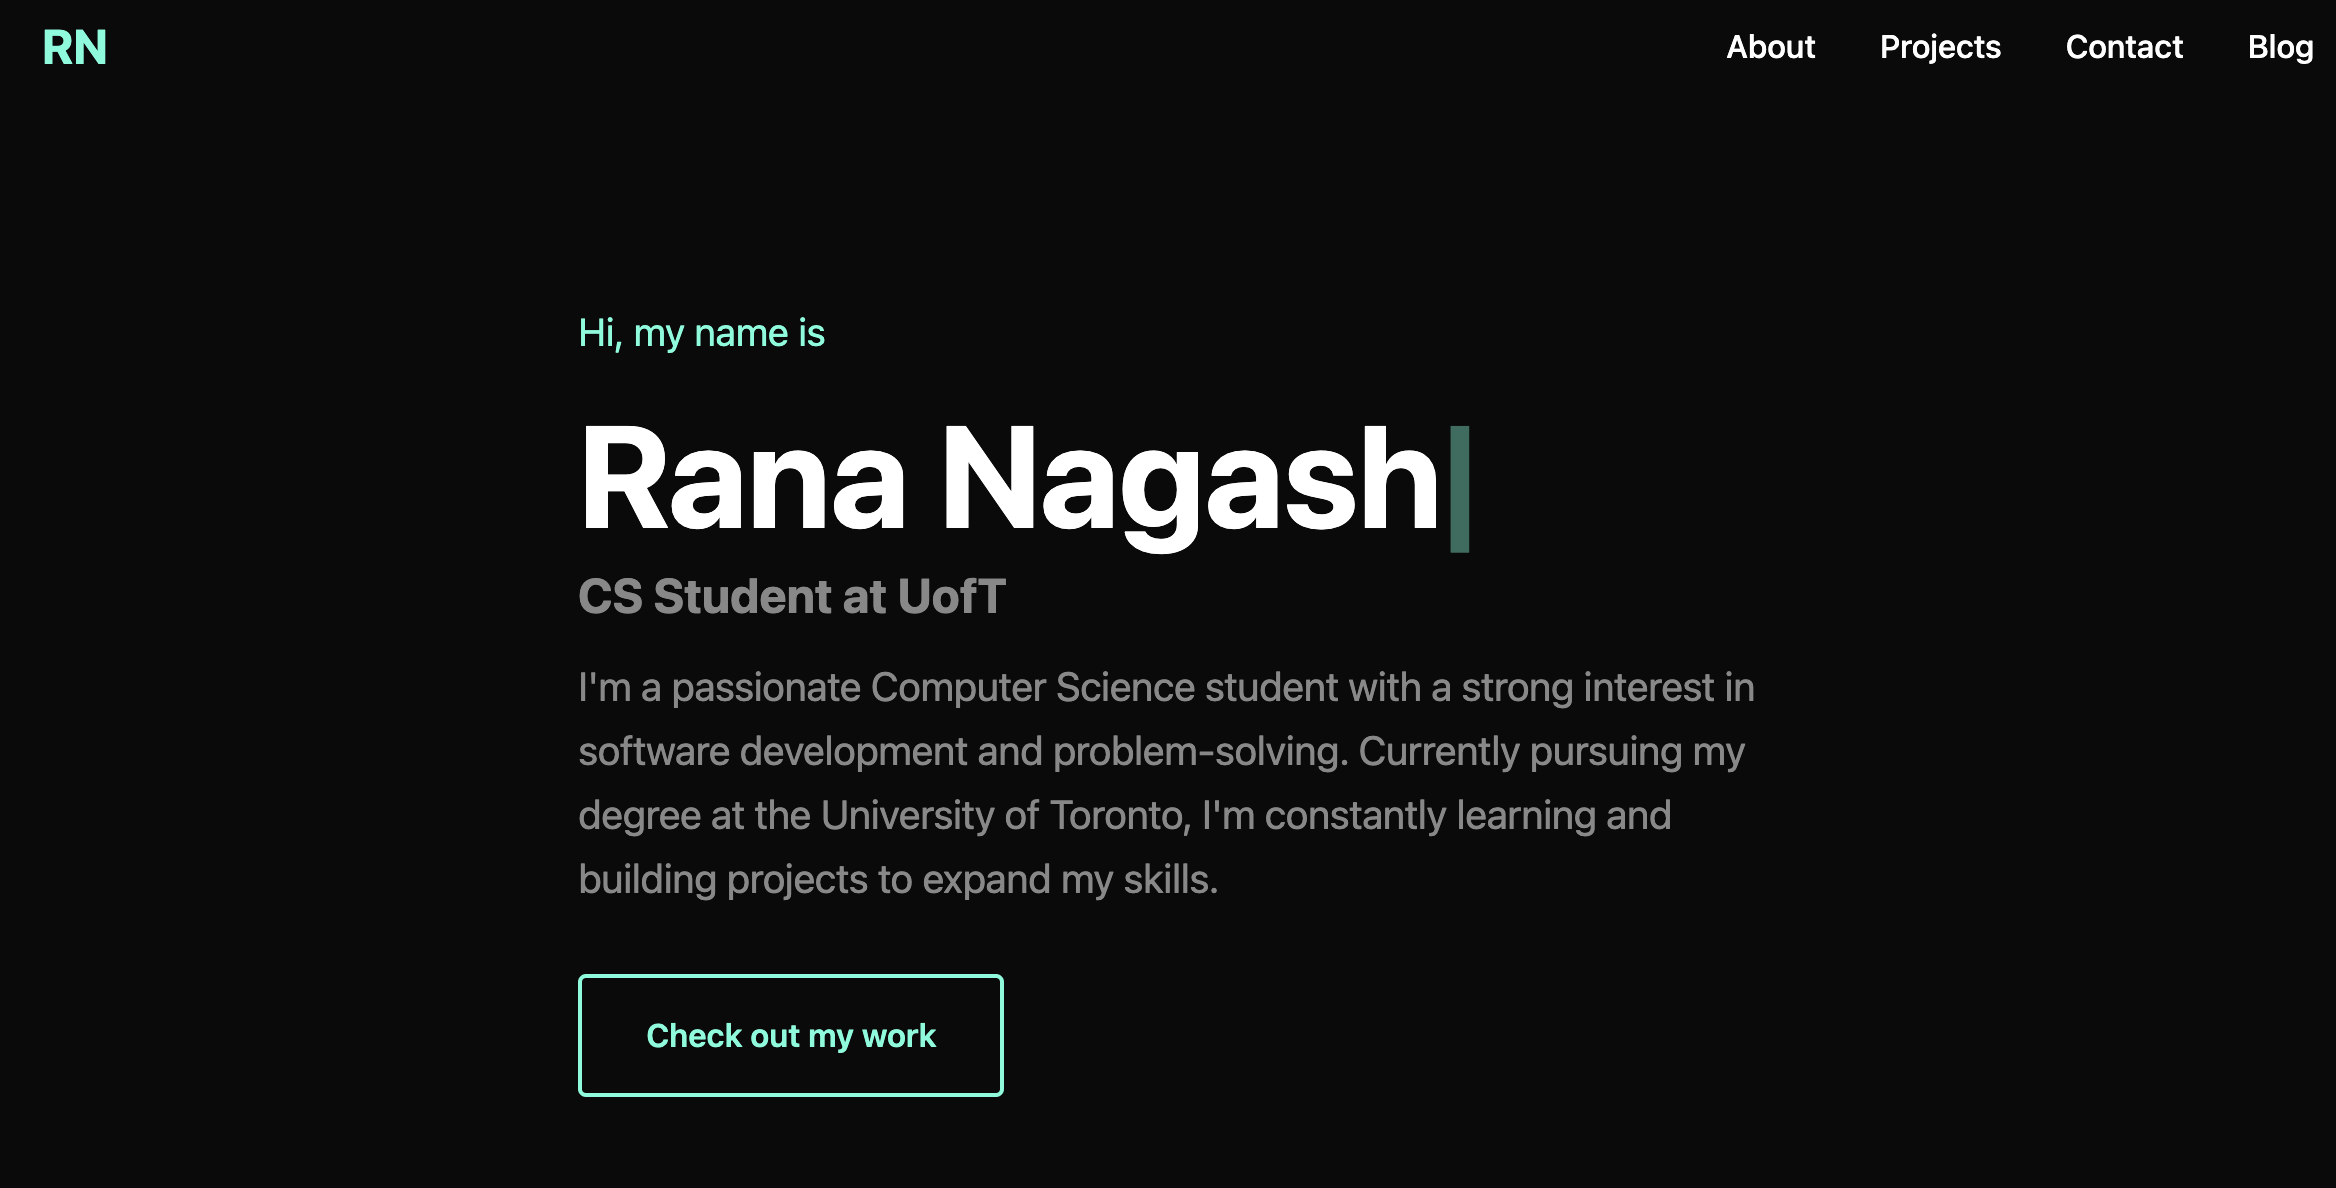 RN
About Projects Contact Blog
Hi, my name is
Rana Nagash
CS Student at UofT
I'm a passionate Computer Science student with a strong interest in
software development and problem-solving. Currently pursuing my
degree at the University of Toronto, I'm constantly learning and
building projects to expand my skills.
Check out my work